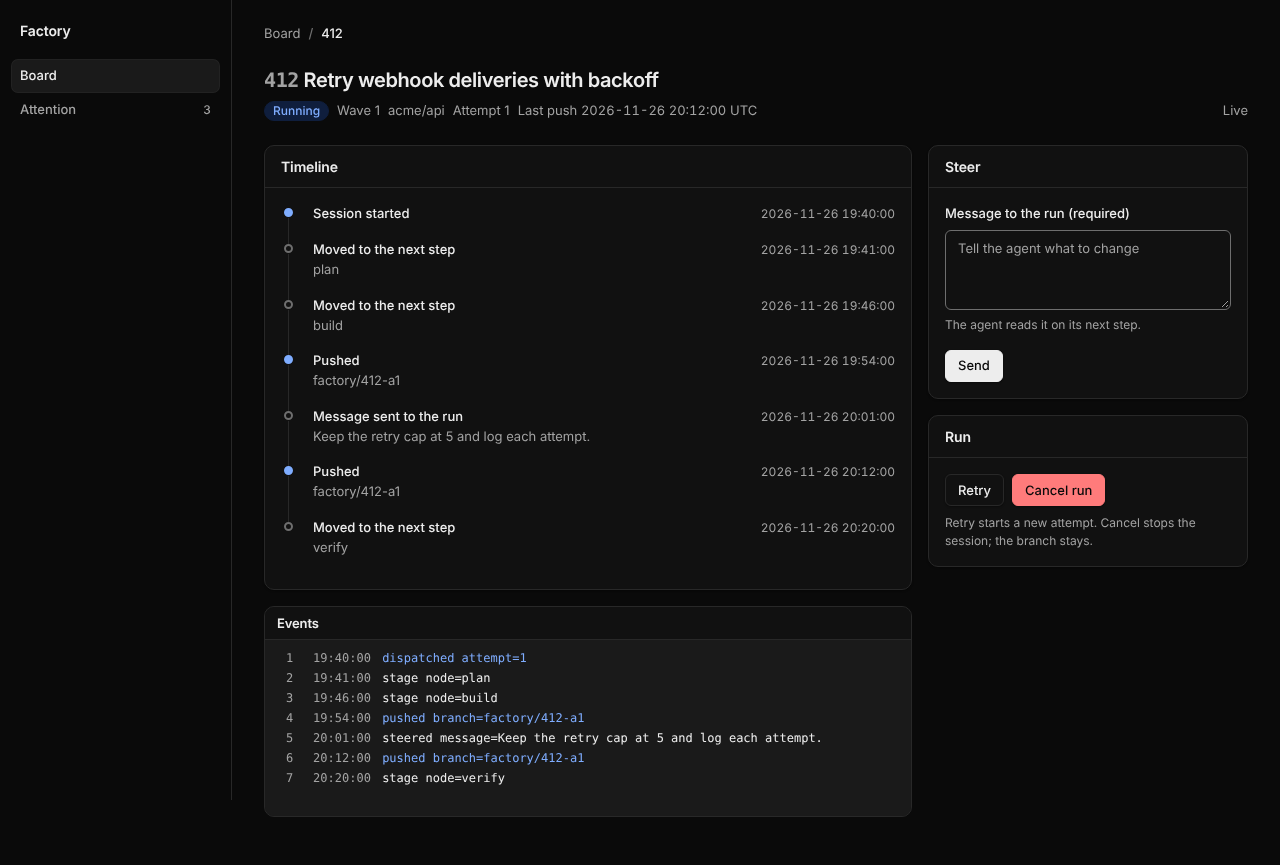 Factory
Board
Attention 3
Board / 412
412 Retry webhook deliveries with backoff
Running Wave 1 acme/api Attempt 1 Last push 2026-11-26 20:12:00 UTC Live
Timeline
Session started 2026-11-26 19:40:00
Moved to the next step 2026-11-26 19:41:00
plan
Moved to the next step 2026-11-26 19:46:00
build
Pushed 2026-11-26 19:54:00
factory/412-a1
Message sent to the run 2026-11-26 20:01:00
Keep the retry cap at 5 and log each attempt.
Pushed 2026-11-26 20:12:00
factory/412-a1
Moved to the next step 2026-11-26 20:20:00
verify
Events
1 19:40:00 dispatched attempt=1
2 19:41:00 stage node=plan
3 19:46:00 stage node=build
4 19:54:00 pushed branch=factory/412-a1
5 20:01:00 steered message=Keep the retry cap at 5 and log each attempt.
6 20:12:00 pushed branch=factory/412-a1
7 20:20:00 stage node=verify
Steer
Message to the run (required)
Tell the agent what to change
The agent reads it on its next step.
Send
Run
Retry Cancel run
Retry starts a new attempt. Cancel stops the
session; the branch stays.